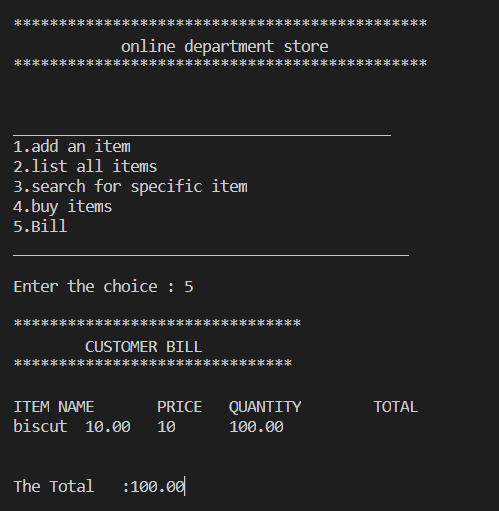 **********************************************
online department store
**********************************************
__________________________________________
1.add an item
2.list all items
3.search for specific item
4.buy items
5.Bill
____________________________________________
Enter the choice : 5
********************************
CUSTOMER BILL
*******************************
ITEM NAME PRICE QUANTITY TOTAL
biscut 10.00 10 100.00
The Total :100.00